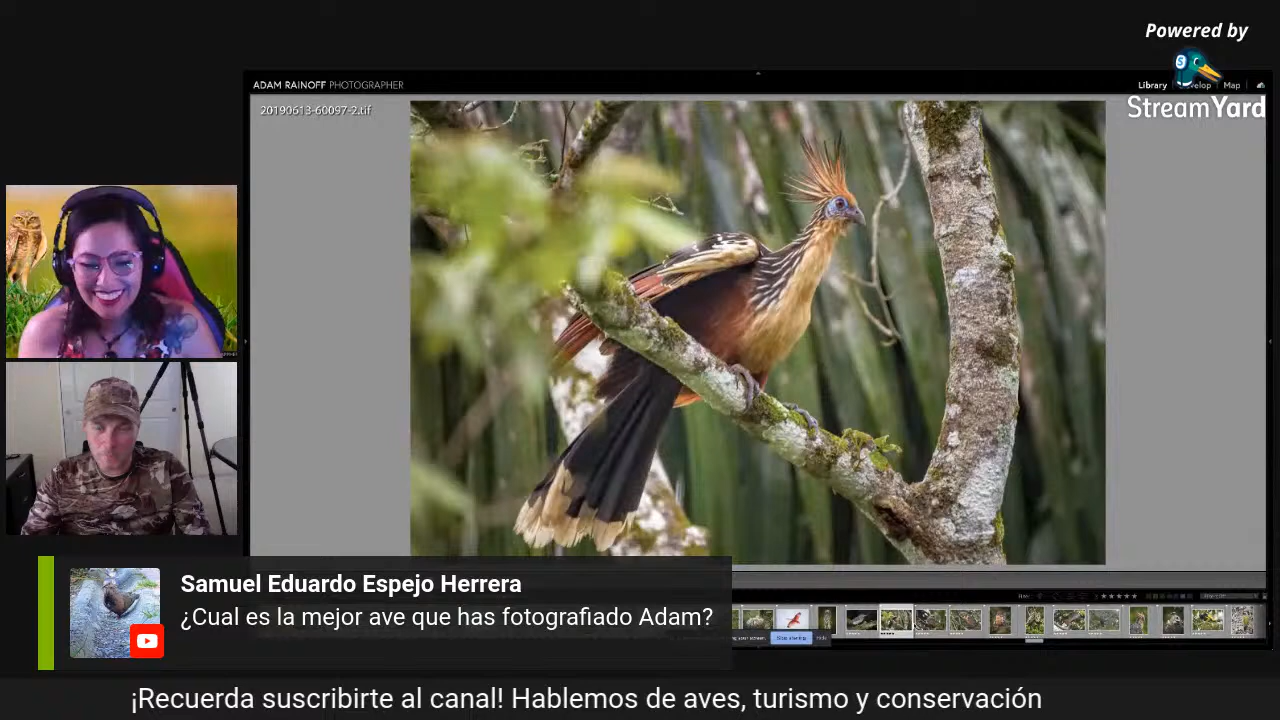 Powered by
StreamYard
ADAM RAINOFF PHOTOGRAPHER
Library Map
20190613-60097-2.tif
Samuel Eduardo Espejo Herrera
¿Cual es la mejor ave que has fotografiado Adam?
¡Recuerda suscribirte al canal! Hablemos de aves, turismo y conservación